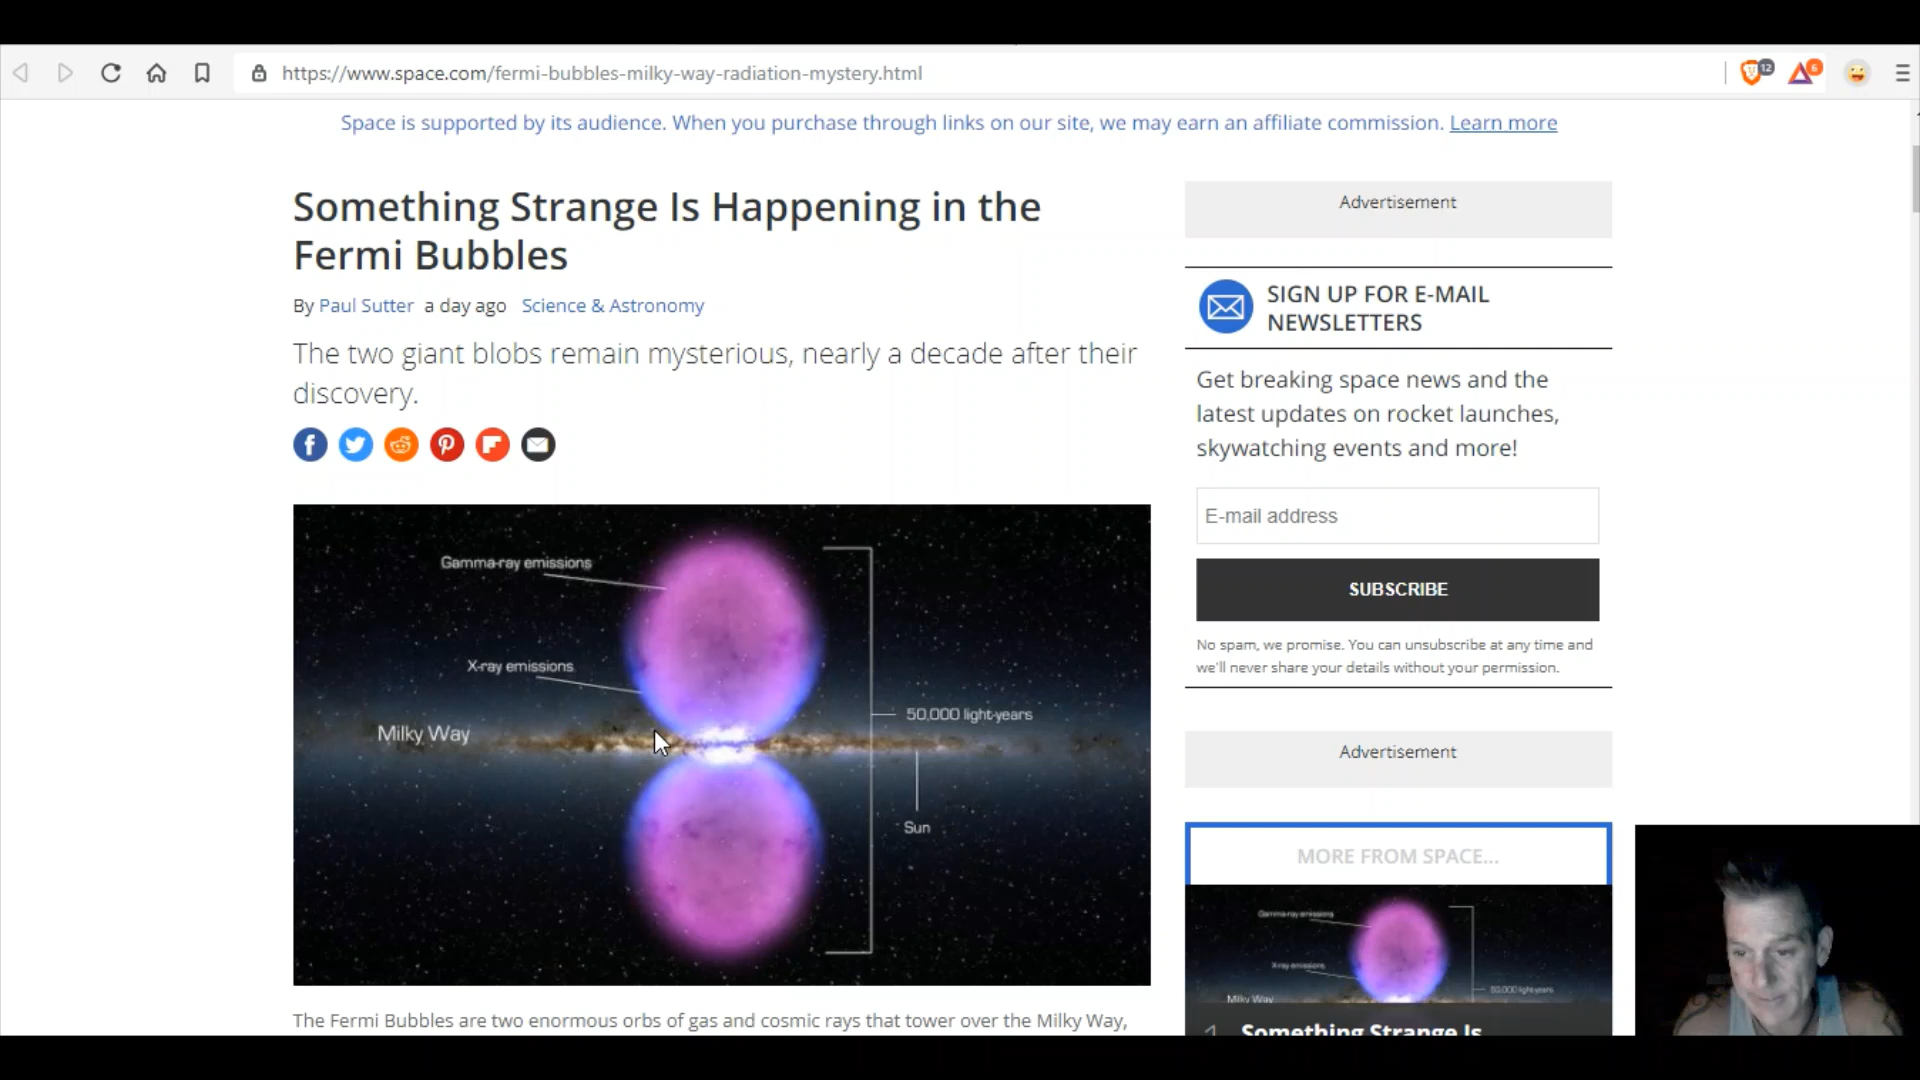 https://www.space.com/fermi-bubbles-milky-way-radiation-mystery.html
12
6
Space is supported by its audience. When you purchase through links on our site, we may earn an affiliate commission. Learn more
Something Strange Is Happening in the
Fermi Bubbles
By Paul Sutter a day ago Science & Astronomy
The two giant blobs remain mysterious, nearly a decade after their
discovery.
Gamma-ray emissions
X-ray emissions
Milky Way
50,000 light-years
Sun
The Fermi Bubbles are two enormous orbs of gas and cosmic rays that tower over the Milky Way,
Advertisement
SIGN UP FOR E-MAIL
NEWSLETTERS
Get breaking space news and the
latest updates on rocket launches,
skywatching events and more!
E-mail address
SUBSCRIBE
No spam, we promise. You can unsubscribe at any time and
we'll never share your details without your permission.
Advertisement
MORE FROM SPACE...
Gamma-ray emissions
X-ray emissions
Milky Way
50,000 light-years
1 Something Strange Is